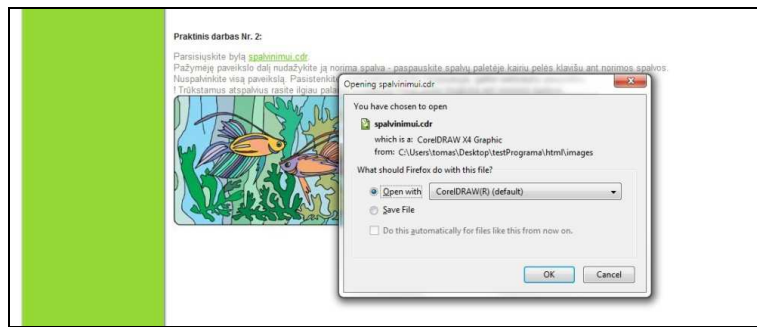 Praktinis darbas Nr. 2:
Parsisiųskite bylą spalvinimui.cdr.
Pažymėję paveikslo dalį nudažykite ją norima spalva - paspauskite spalvų paletėje kairiu pelės klavišu ant norimos spalvos.
Nuspalvinkite visą paveikslą. Pasistenkite
! Trūkstamus atspalvius rasite ilgiau
Opening spalvinimui.cdr
You have chosen to open
spalvinimui.cdr
which is a: CorelDRAW X4 Graphic
from: C:\Users\tomas\Desktop\testPrograma\html\images
What should Firefox do with this file?
Open with CorelDRAW(R) (default)
Save File
Do this automatically for files like this from now on.
OK Cancel